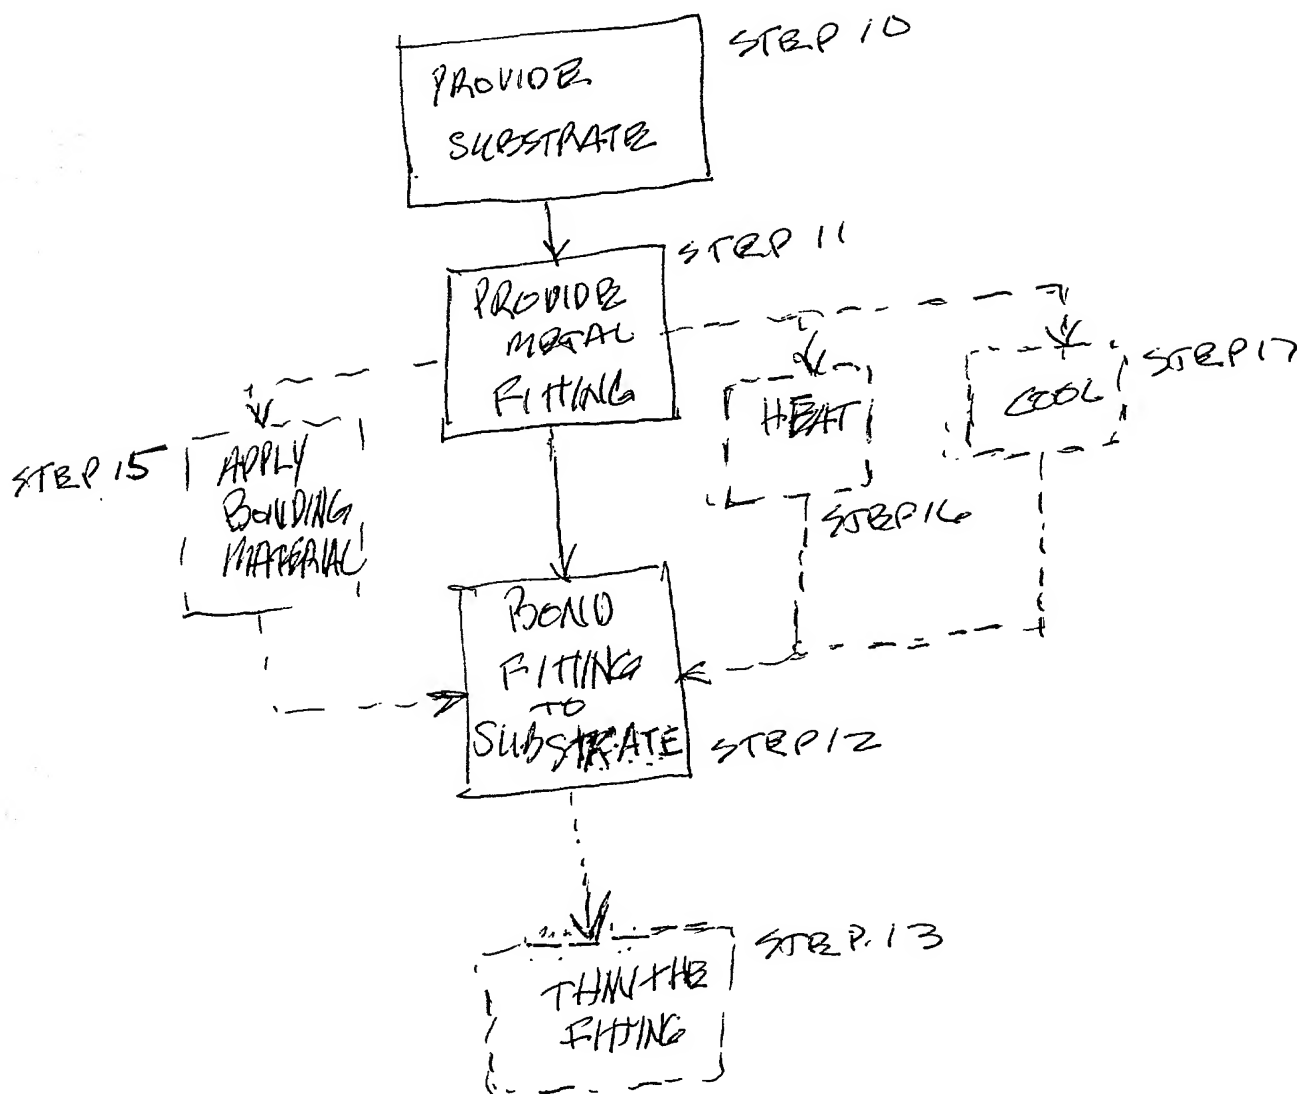 STEP 10
PROVIDE
SUBSTRATE
STEP 11
PROVIDE
METAL
FITTING
STEP 17
COOL
HEAT
STEP 16
STEP 15
APPLY
BONDING
MATERIAL
BOND
FITTING
TO
SUBSTRATE
STEP 12
STEP 13
THIN THE
FITTING